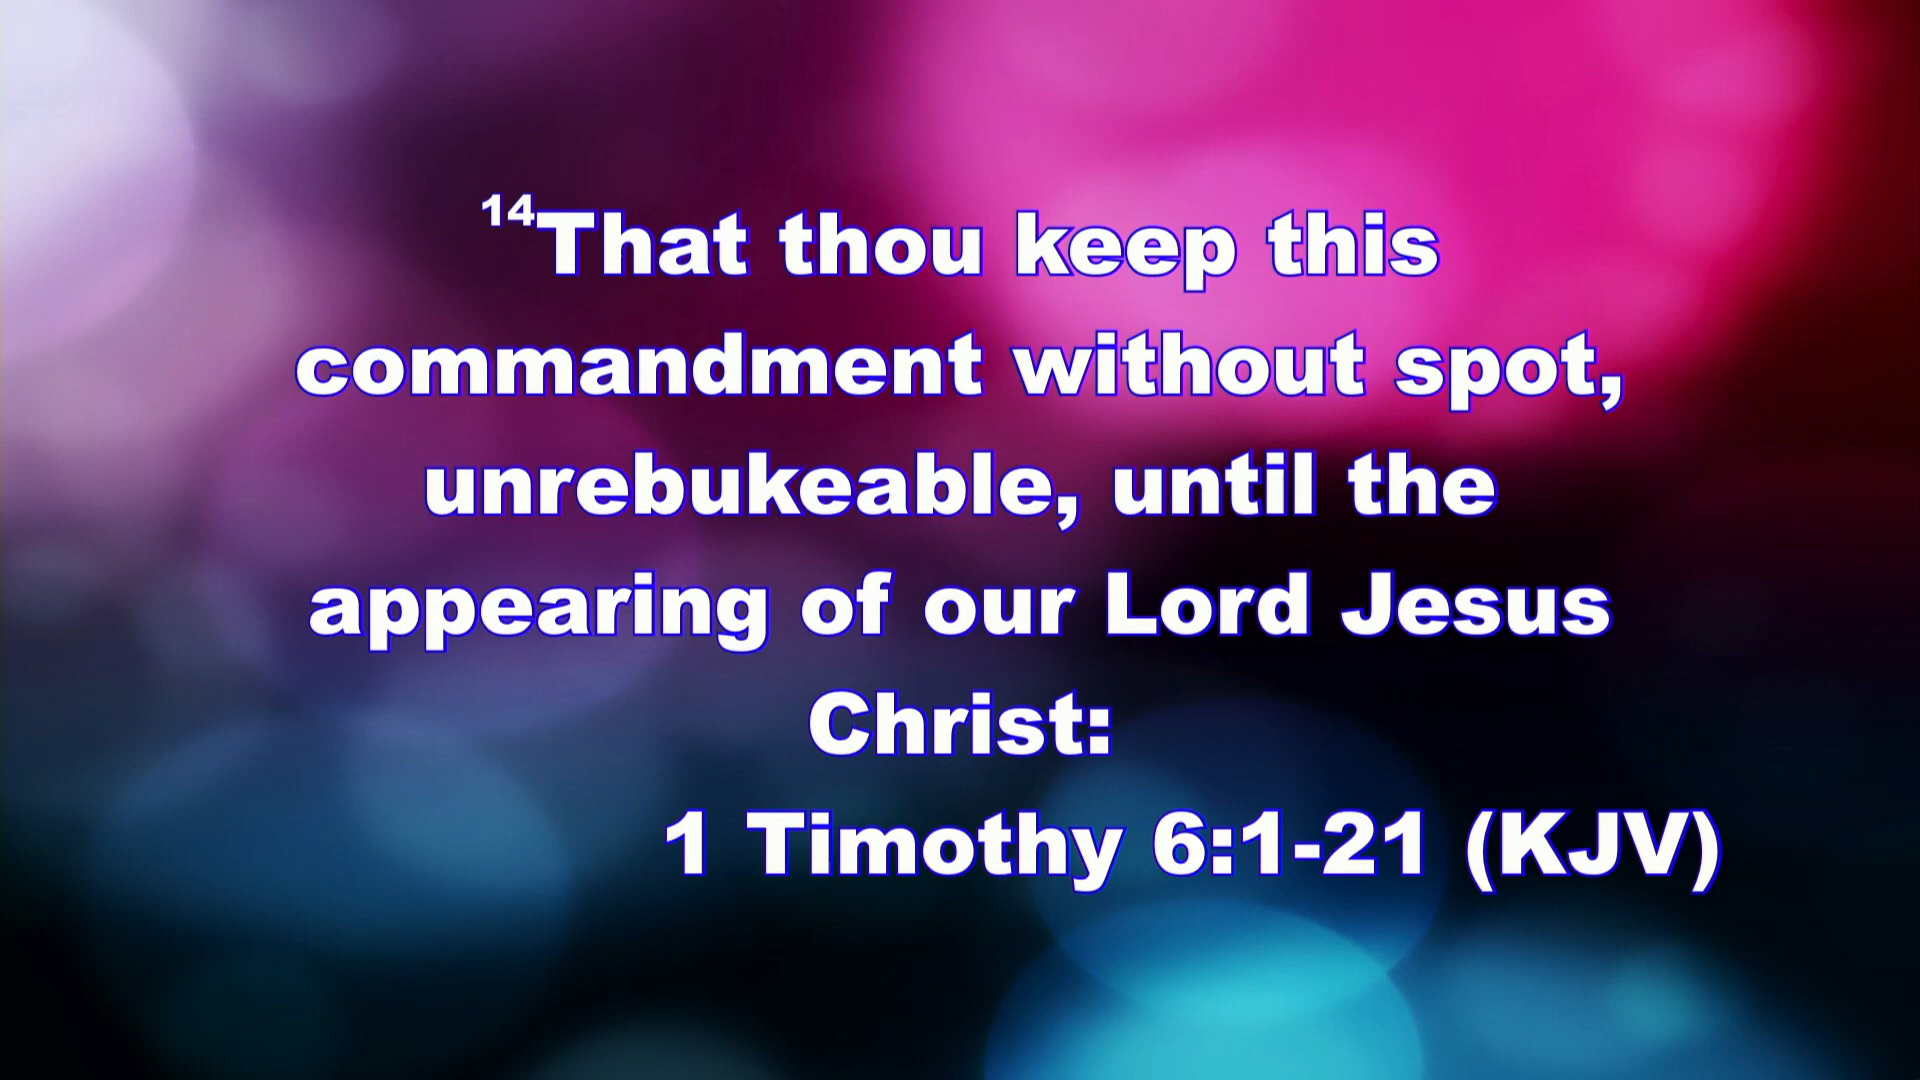 14That thou keep this
commandment without spot,
unrebukeable, until the
appearing of our Lord Jesus
Christ:
1 Timothy 6:1-21 (KJV)